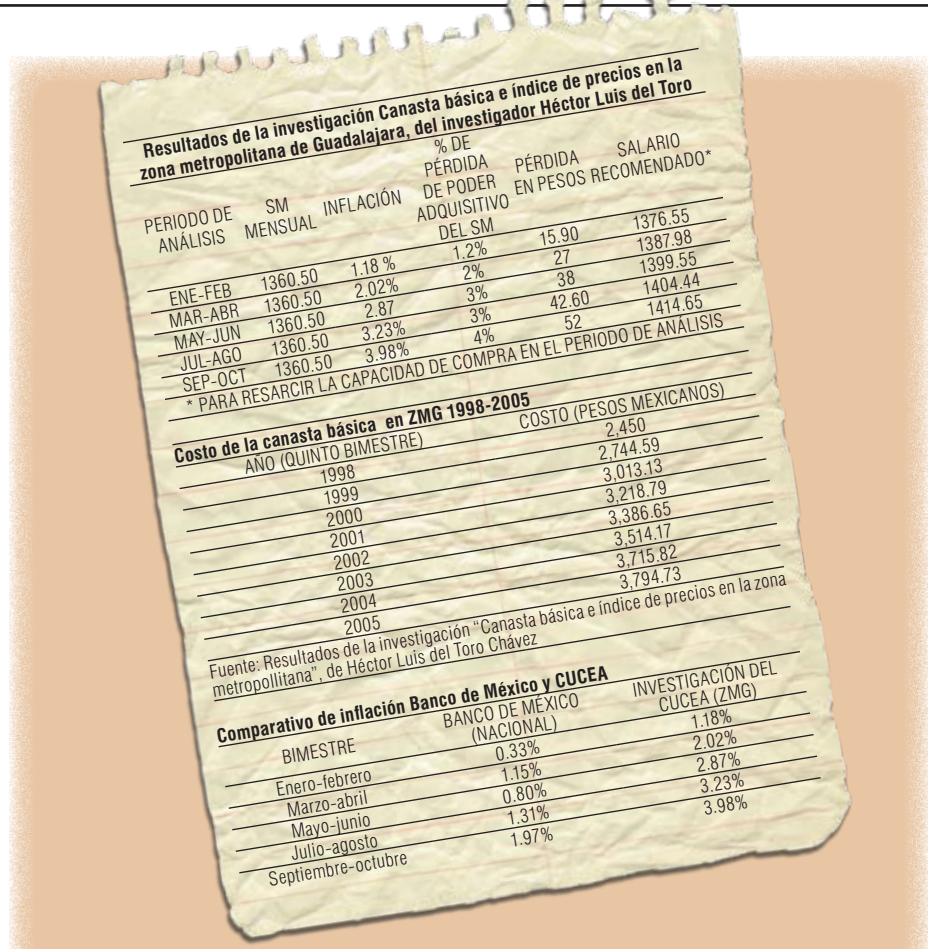 Resultados de la investigación Canasta básica e índice de precios en la
zona metropolitana de Guadalajara, del investigador Héctor Luis del Toro
PERIODO DE ANÁLISIS SM MENSUAL INFLACIÓN % DE PÉRDIDA DE PODER ADQUISITIVO DEL SM PÉRDIDA EN PESOS SALARIO RECOMENDADO*
ENE-FEB 1360.50 1.18 % 1.2% 15.90 1376.55
MAR-ABR 1360.50 2.02% 2% 27 1387.98
MAY-JUN 1360.50 2.87 3% 38 1399.55
JUL-AGO 1360.50 3.23% 3% 42.60 1404.44
SEP-OCT 1360.50 3.98% 4% 52 1414.65
* PARA RESARCIR LA CAPACIDAD DE COMPRA EN EL PERIODO DE ANÁLISIS
Costo de la canasta básica en ZMG 1998-2005
AÑO (QUINTO BIMESTRE) COSTO (PESOS MEXICANOS)
1998 2,450
1999 2,744.59
2000 3,013.13
2001 3,218.79
2002 3,386.65
2003 3,514.17
2004 3,715.82
2005 3,794.73
Fuente: Resultados de la investigación "Canasta básica e índice de precios en la zona
metropollitana", de Héctor Luis del Toro Chávez
Comparativo de inflación Banco de México y CUCEA
BIMESTRE BANCO DE MÉXICO (NACIONAL) INVESTIGACIÓN DEL CUCEA (ZMG)
Enero-febrero 0.33% 1.18%
Marzo-abril 1.15% 2.02%
Mayo-junio 0.80% 2.87%
Julio-agosto 1.31% 3.23%
Septiembre-octubre 1.97% 3.98%